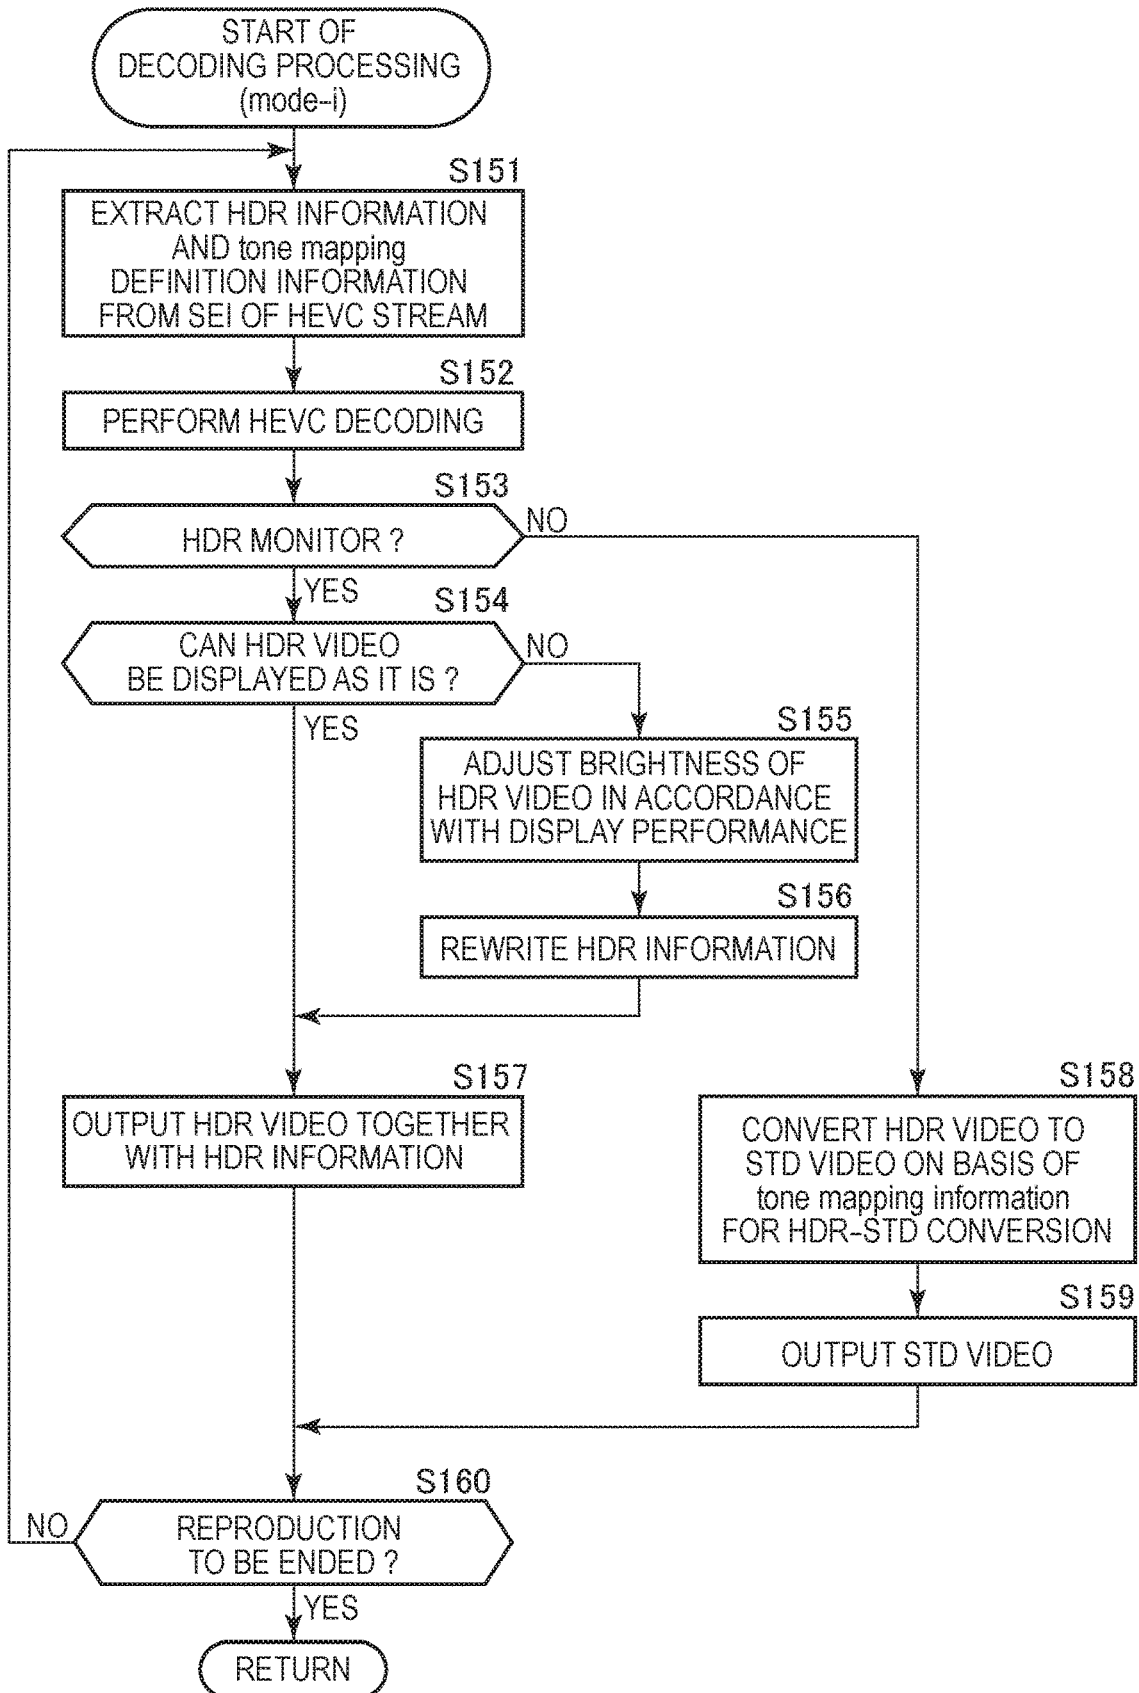 START OF
DECODING PROCESSING
(mode-i)
S151
EXTRACT HDR INFORMATION
AND tone mapping
DEFINITION INFORMATION
FROM SEI OF HEVC STREAM
S152
PERFORM HEVC DECODING
S153
HDR MONITOR ?
NO
YES
S154
CAN HDR VIDEO
BE DISPLAYED AS IT IS ?
NO
YES
S155
ADJUST BRIGHTNESS OF
HDR VIDEO IN ACCORDANCE
WITH DISPLAY PERFORMANCE
S156
REWRITE HDR INFORMATION
S157
OUTPUT HDR VIDEO TOGETHER
WITH HDR INFORMATION
S158
CONVERT HDR VIDEO TO
STD VIDEO ON BASIS OF
tone mapping information
FOR HDR-STD CONVERSION
S159
OUTPUT STD VIDEO
S160
REPRODUCTION
TO BE ENDED ?
NO
YES
RETURN